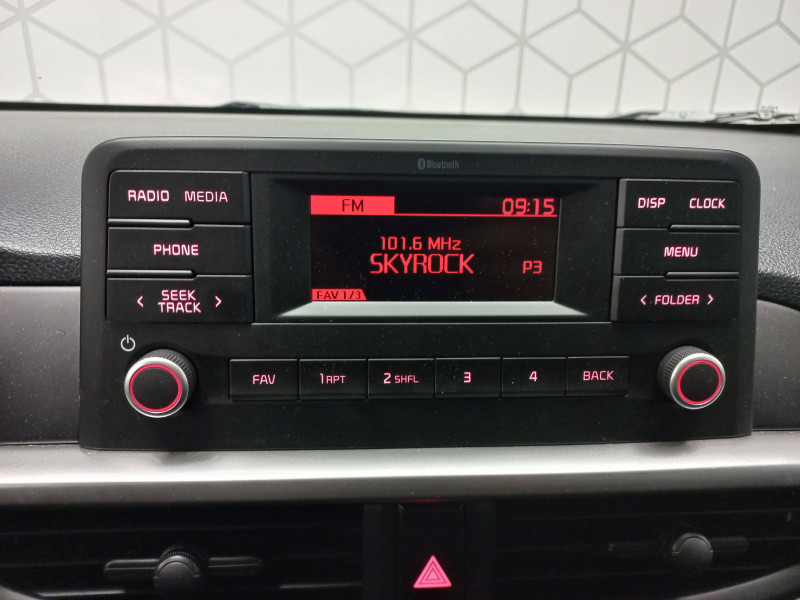 Bluetooth
RADIO MEDIA
PHONE
< SEEK >
TRACK
FM 09:15
101.6 MHz
SKYROCK P3
FAV 1/3
DISP CLOCK
MENU
< FOLDER >
FAV 1 RPT 2 SHFL 3 4 BACK